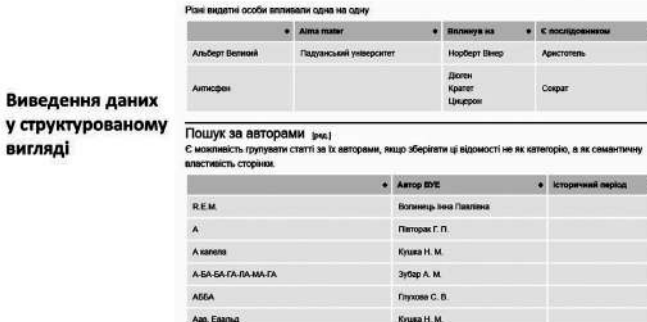 Різні видатні особи впливали одна на одну
Alma mater Вплинув на Є послідовником
Альберт Великий Падуанський університет Норберт Вінер Аристотель
Антисфен Діоген Кратет Цицерон Сократ
Виведення даних
у структурованому
вигляді
Пошук за авторами [ред.]
Є можливість групувати статті за їх авторами, якщо зберігати ці відомості не як категорію, а як семантичну
властивість сторінки.
Автор ВУЕ Історичний період
R.E.M. Волинець Інна Павлівна
А Півторак Г. П.
А капела Кушка Н. М.
А-БА-БА-ГА-ЛА-МА-ГА Зубар А. М.
АББА Глухова С. В.
Аав, Евальд Кушка Н. М.